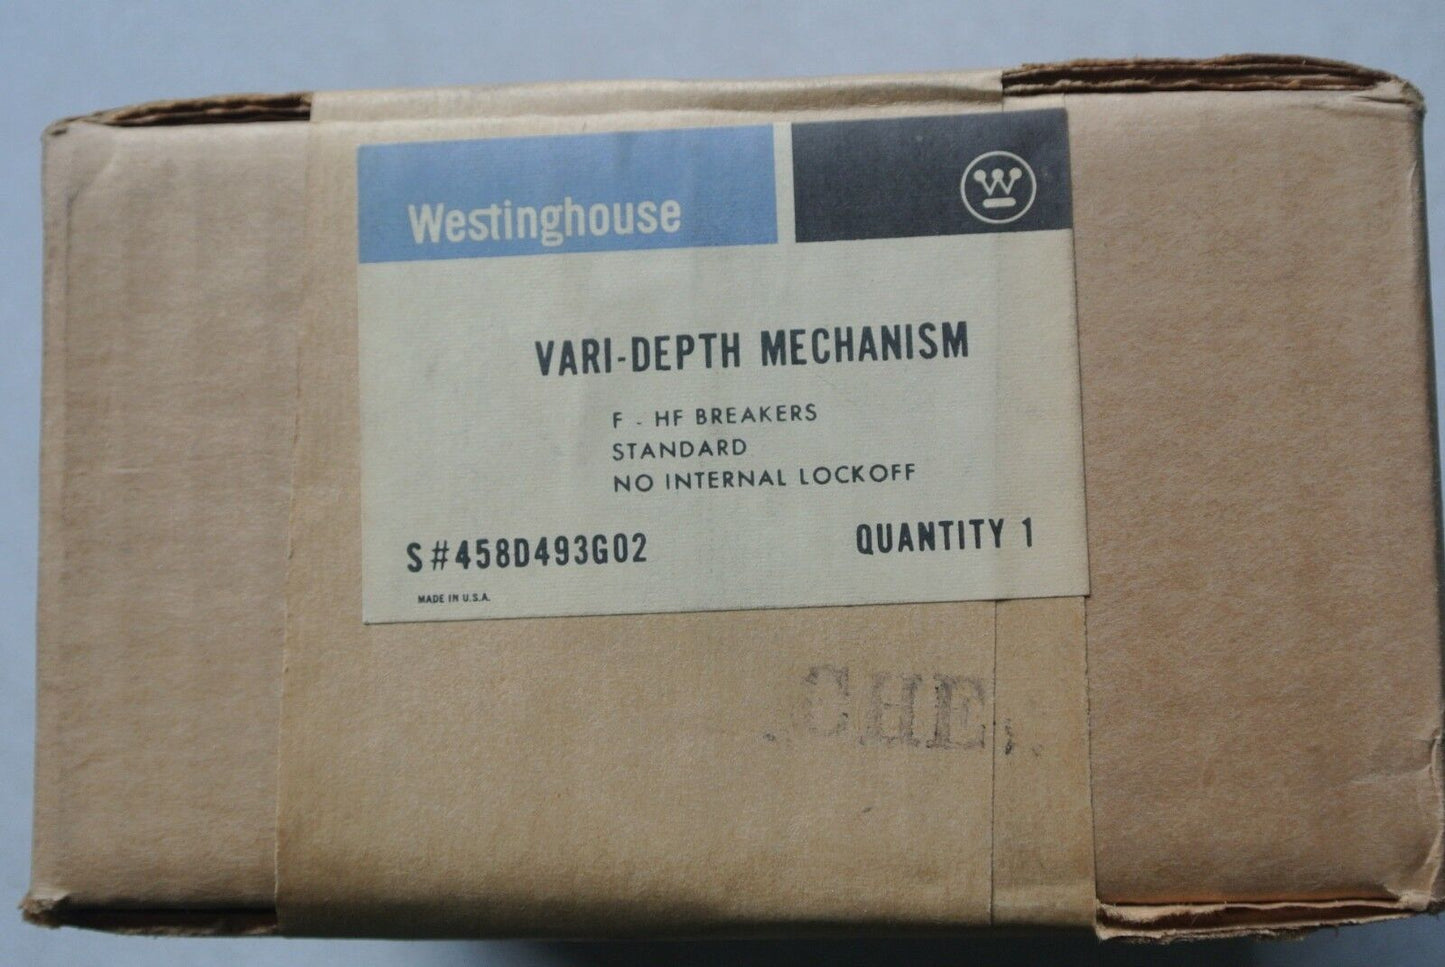 Westinghouse
W
VARI-DEPTH MECHANISM
F - HF BREAKERS
STANDARD
NO INTERNAL LOCKOFF
S#458D493G02
QUANTITY 1
MADE IN U.S.A.
CHE